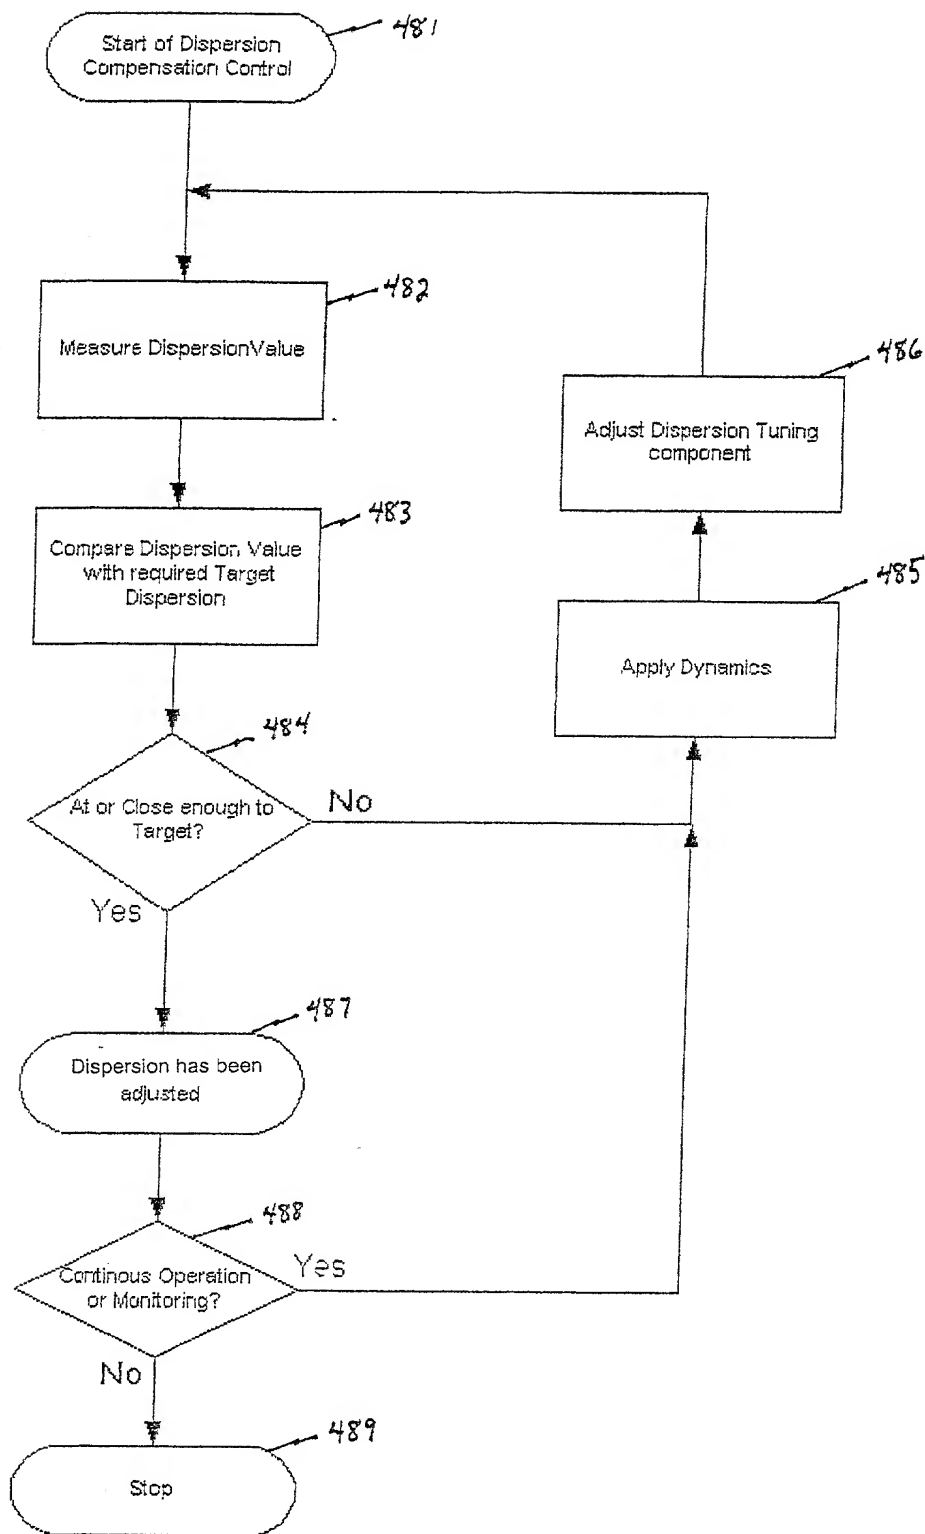 Start of Dispersion
Compensation Control
481
Measure DispersionValue
482
Compare Dispersion Value
with required Target
Dispersion
483
At or Close enough to
Target?
484
No
Yes
Apply Dynamics
485
Adjust Dispersion Tuning
component
486
Dispersion has been
adjusted
487
Continous Operation
or Monitoring?
488
Yes
No
Stop
489